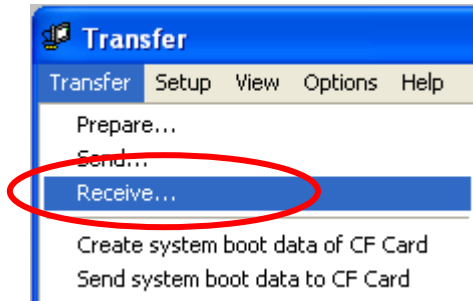 Transfer
Transfer Setup View Options Help
Prepare...
Send...
Receive...
Create system boot data of CF Card
Send system boot data to CF Card